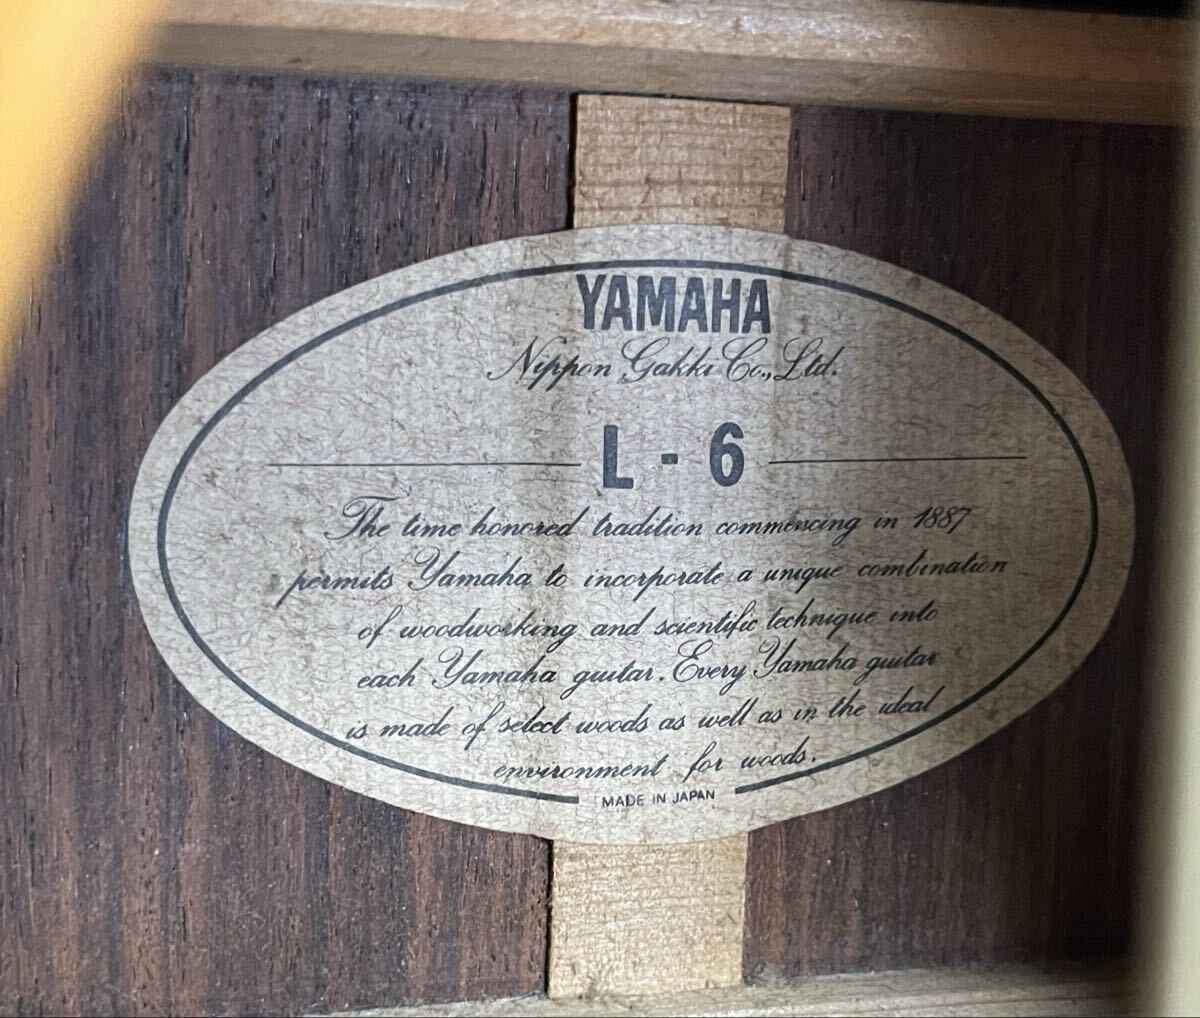 YAMAHA
Nippon Gakki Co., Ltd.
L - 6
The time honored tradition commencing in 1887
permits Yamaha to incorporate a unique combination
of woodworking and scientific technique into
each Yamaha guitar. Every Yamaha guitar
is made of select woods as well as in the ideal
environment for woods.
MADE IN JAPAN